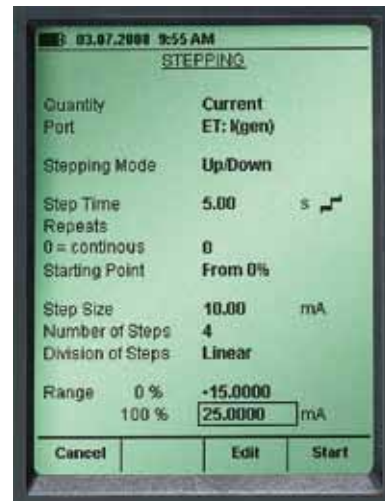 03.07.2008 9:55 AM
STEPPING
Quantity Current
Port ET: I(gen)
Stepping Mode Up/Down
Step Time 5.00 s
Repeats
0 = continous 0
Starting Point From 0%
Step Size 10.00 mA
Number of Steps 4
Division of Steps Linear
Range 0 % -15.0000
100 % 25.0000 mA
Cancel Edit Start